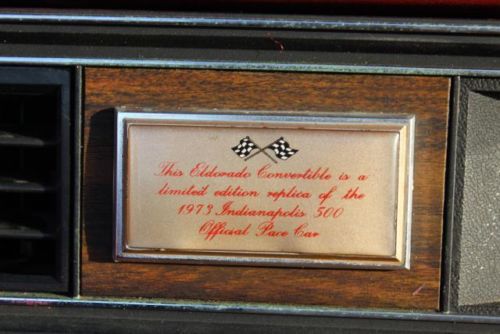 This Eldorado Convertible is a
limited edition replica of the
1973 Indianapolis 500
Official Pace Car